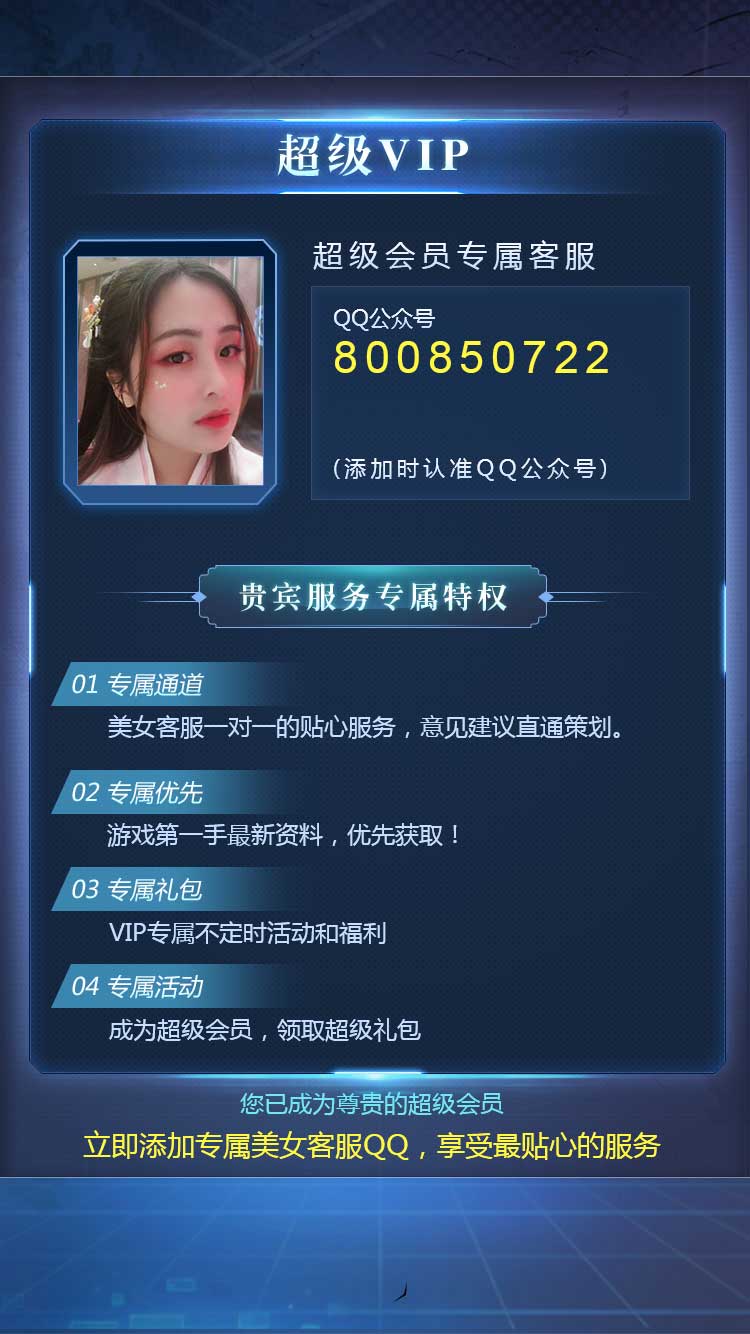 超级VIP
超级会员专属客服
QQ公众号
800850722
(添加时认准QQ公众号)
贵宾服务专属特权
01 专属通道
美女客服一对一的贴心服务，意见建议直通策划。
02 专属优先
游戏第一手最新资料，优先获取！
03 专属礼包
VIP专属不定时活动和福利
04 专属活动
成为超级会员，领取超级礼包
您已成为尊贵的超级会员
立即添加专属美女客服QQ，享受最贴心的服务